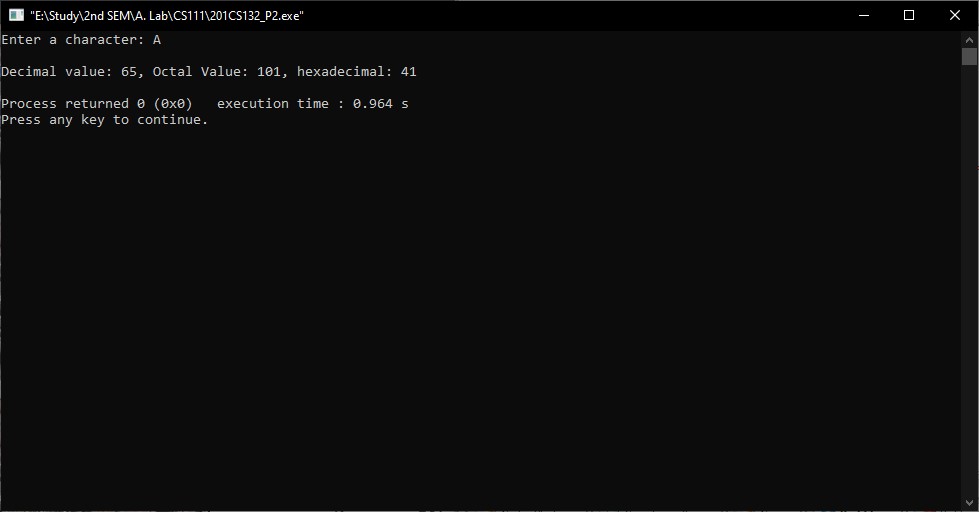 "E:\Study\2nd SEM\A. Lab\CS111\201CS132_P2.exe"
Enter a character: A
Decimal value: 65, Octal Value: 101, hexadecimal: 41
Process returned 0 (0x0)   execution time : 0.964 s
Press any key to continue.